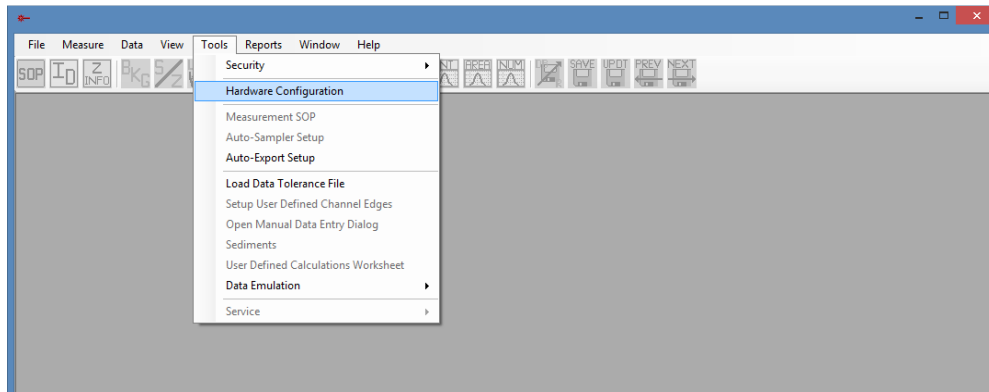 File Measure Data View Tools Reports Window Help
SOP ID Z INFO BKG S/Z AREA NUM SAVE UPDT PREV NEXT
Security
Hardware Configuration
Measurement SOP
Auto-Sampler Setup
Auto-Export Setup
Load Data Tolerance File
Setup User Defined Channel Edges
Open Manual Data Entry Dialog
Sediments
User Defined Calculations Worksheet
Data Emulation
Service